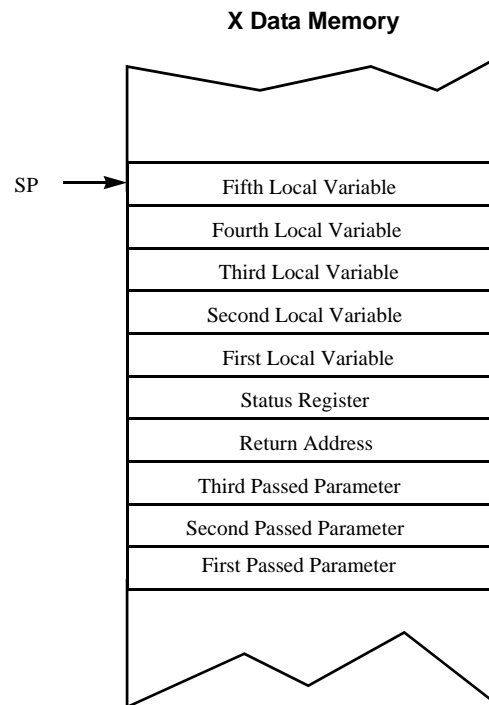 X Data Memory
SP
Fifth Local Variable
Fourth Local Variable
Third Local Variable
Second Local Variable
First Local Variable
Status Register
Return Address
Third Passed Parameter
Second Passed Parameter
First Passed Parameter